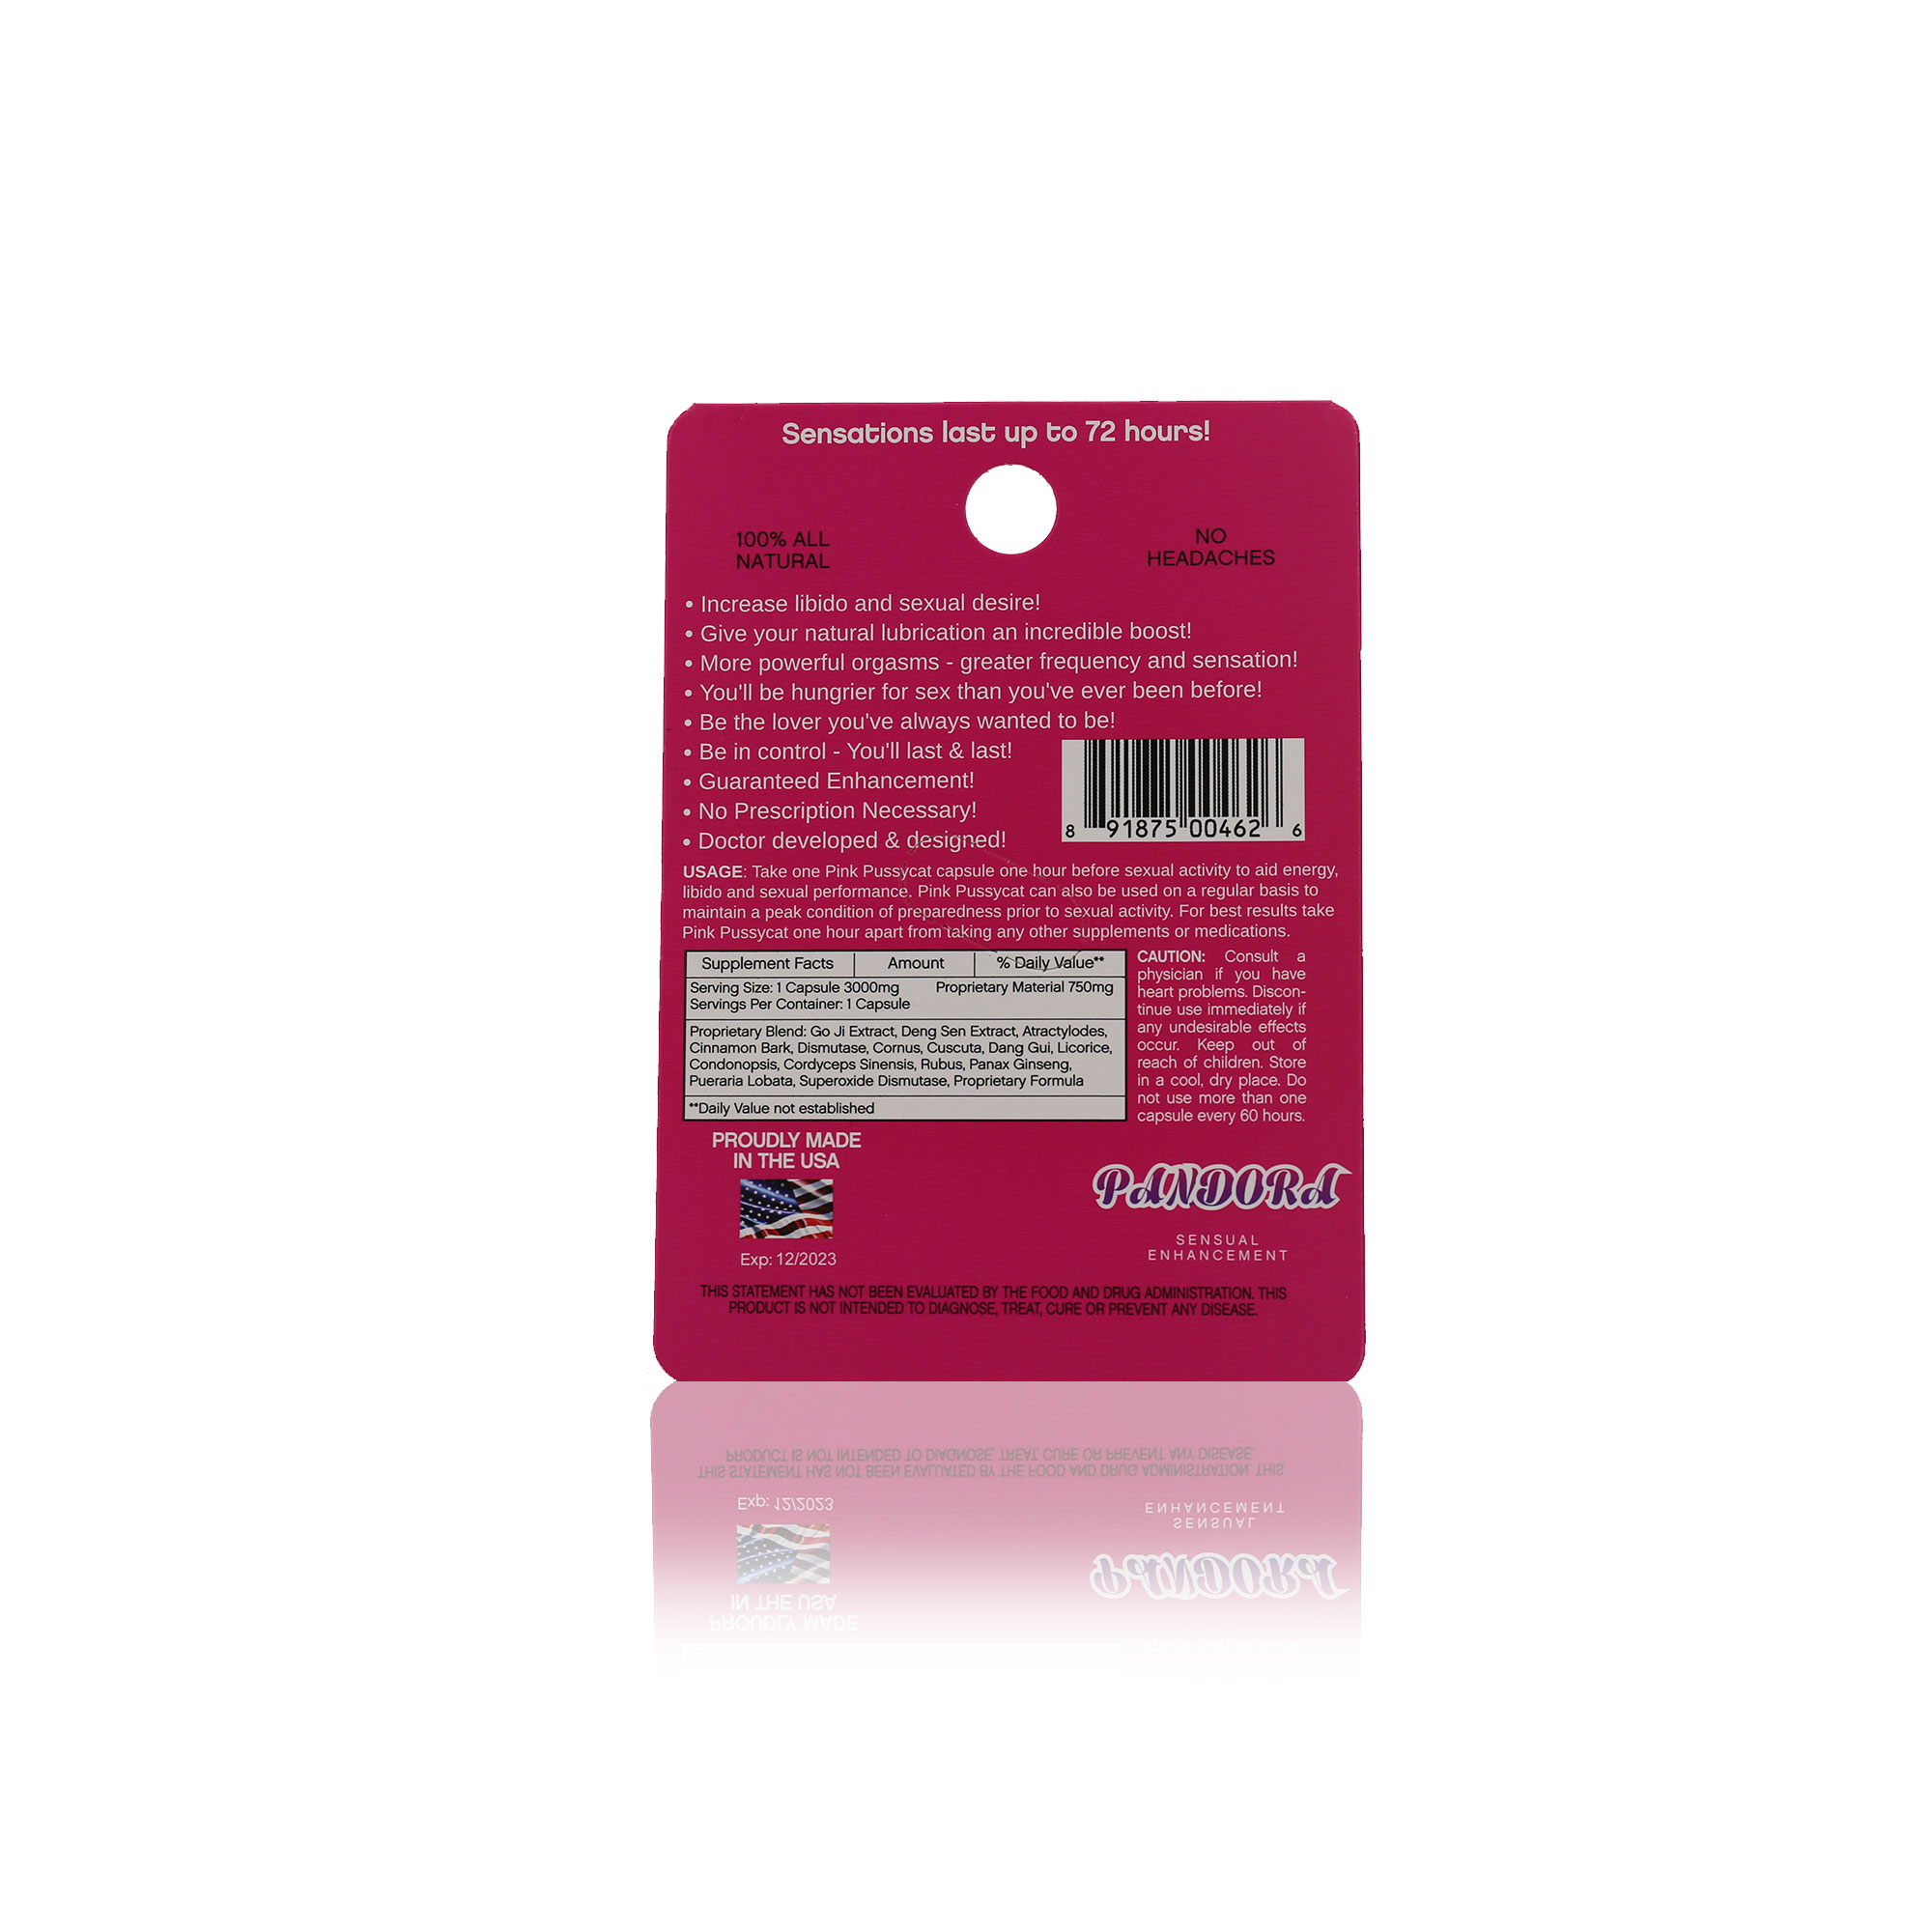 Sensations last up to 72 hours!
100% ALL
NATURAL
NO
HEADACHES
• Increase libido and sexual desire!
• Give your natural lubrication an incredible boost!
• More powerful orgasms - greater frequency and sensation!
• You'll be hungrier for sex than you've ever been before!
• Be the lover you've always wanted to be!
• Be in control - You'll last & last!
• Guaranteed Enhancement!
• No Prescription Necessary!
• Doctor developed & designed!
8 91875 00462 6
USAGE: Take one Pink Pussycat capsule one hour before sexual activity to aid energy,
libido and sexual performance. Pink Pussycat can also be used on a regular basis to
maintain a peak condition of preparedness prior to sexual activity. For best results take
Pink Pussycat one hour apart from taking any other supplements or medications.
Supplement Facts Amount % Daily Value**
Serving Size: 1 Capsule 3000mg Proprietary Material 750mg
Servings Per Container: 1 Capsule
Proprietary Blend: Go Ji Extract, Deng Sen Extract, Atractylodes,
Cinnamon Bark, Dismutase, Cornus, Cuscuta, Dang Gui, Licorice,
Condonopsis, Cordyceps Sinensis, Rubus, Panax Ginseng,
Pueraria Lobata, Superoxide Dismutase, Proprietary Formula
**Daily Value not established
CAUTION: Consult a
physician if you have
heart problems. Discon-
tinue use immediately if
any undesirable effects
occur. Keep out of
reach of children. Store
in a cool, dry place. Do
not use more than one
capsule every 60 hours.
PROUDLY MADE
IN THE USA
Exp: 12/2023
PANDORA
SENSUAL
ENHANCEMENT
THIS STATEMENT HAS NOT BEEN EVALUATED BY THE FOOD AND DRUG ADMINISTRATION. THIS
PRODUCT IS NOT INTENDED TO DIAGNOSE, TREAT, CURE OR PREVENT ANY DISEASE.